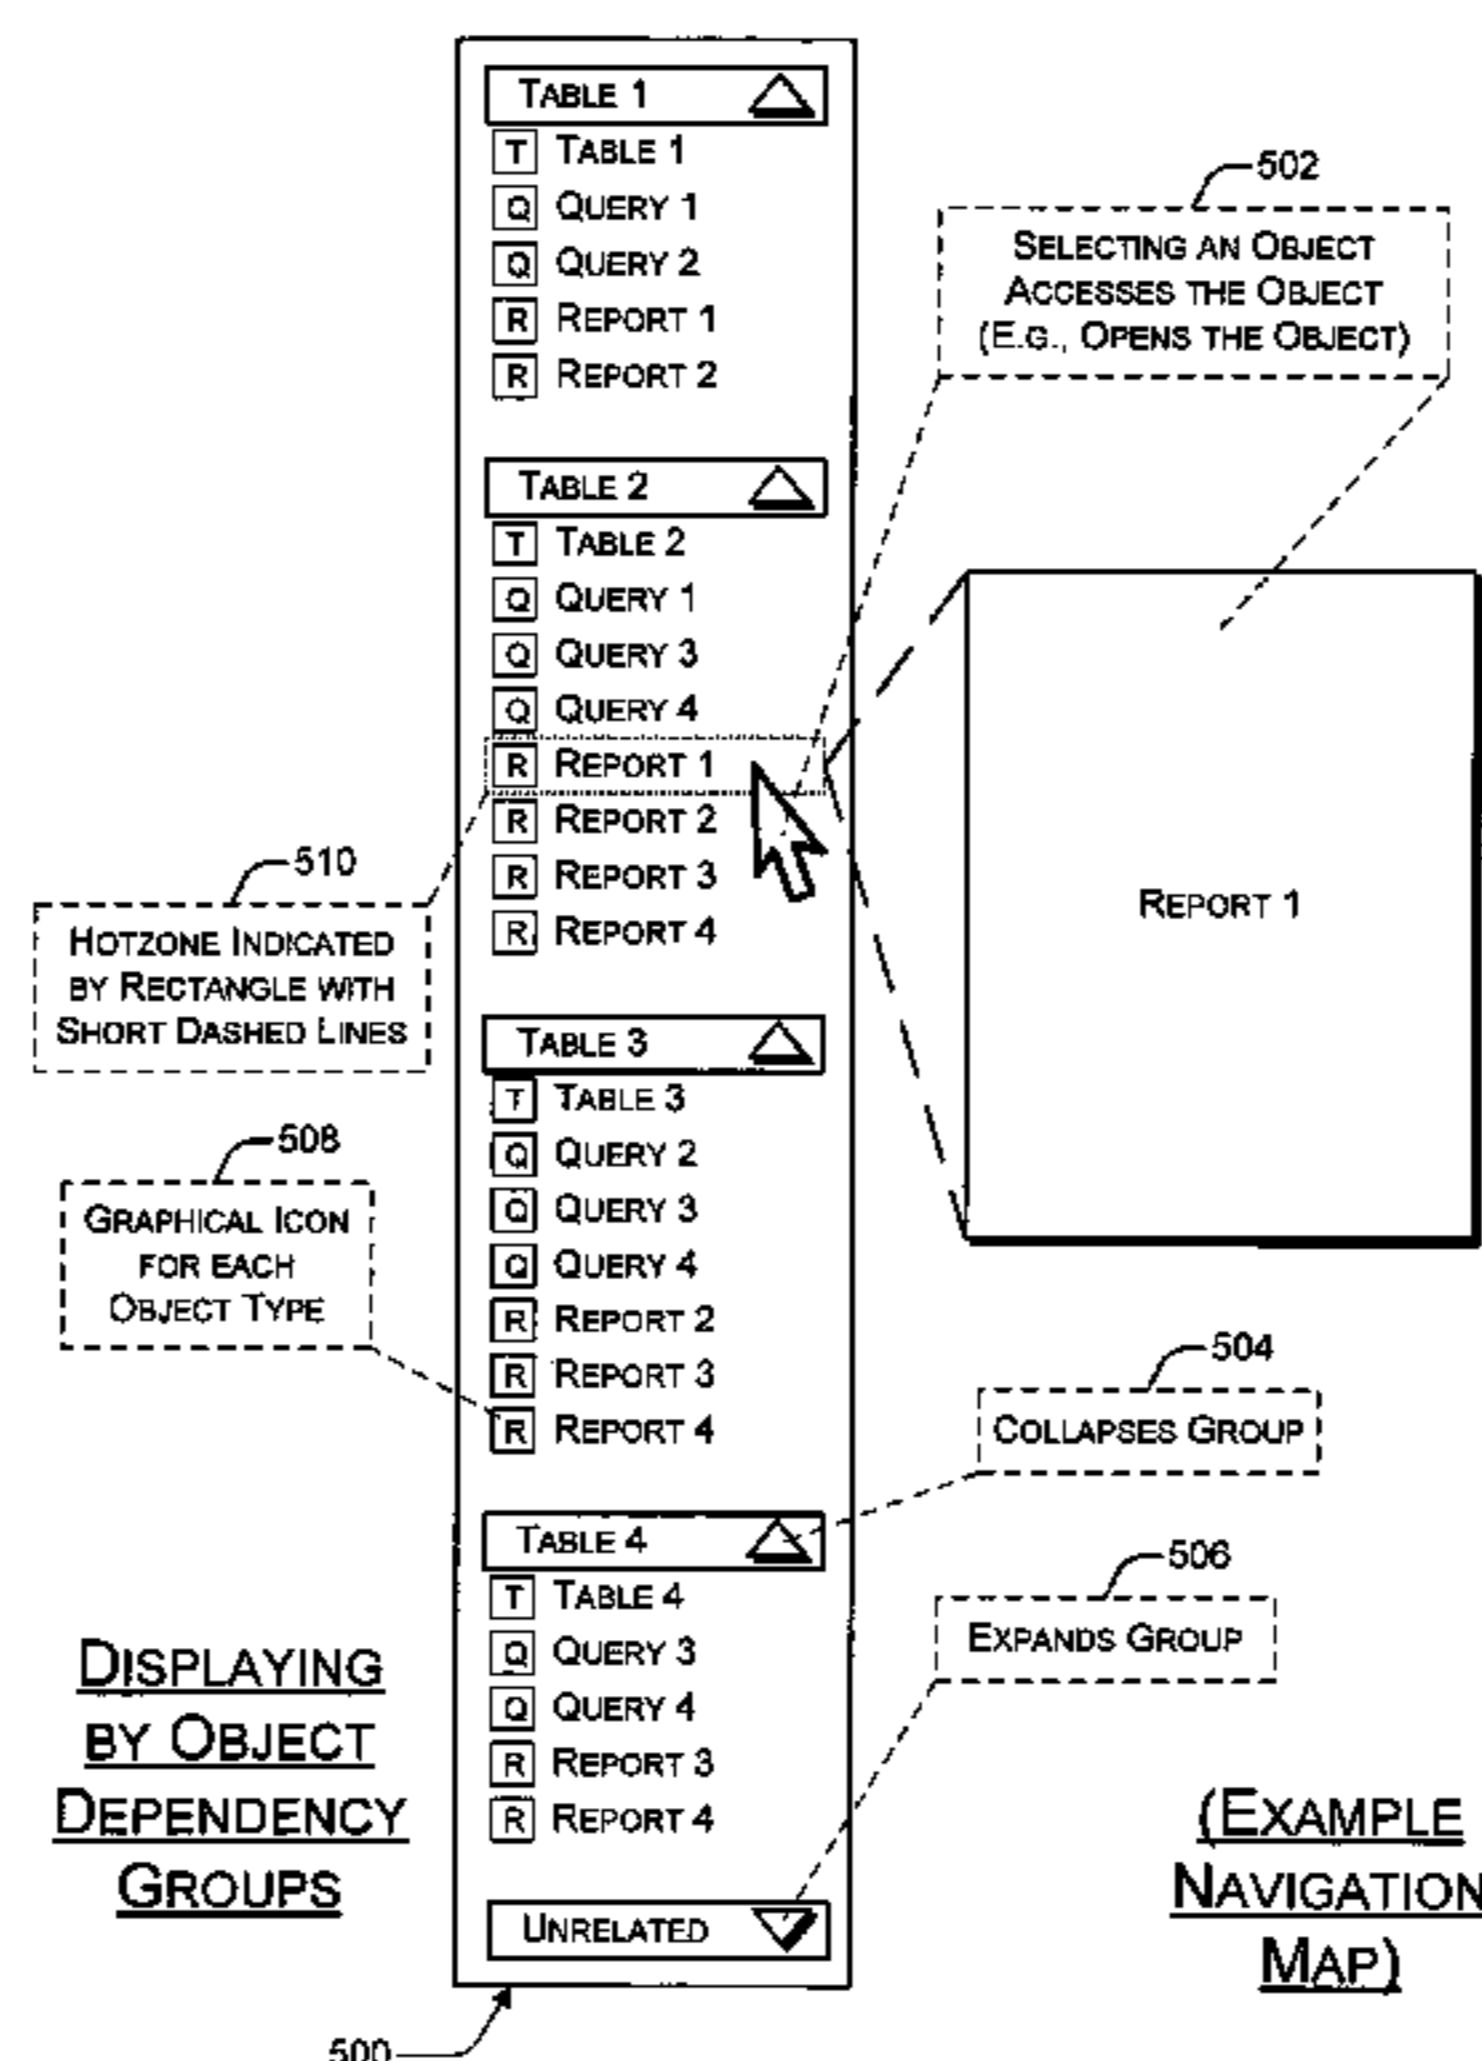 TABLE 1
T TABLE 1
Q QUERY 1
Q QUERY 2
R REPORT 1
R REPORT 2
502
SELECTING AN OBJECT
ACCESSES THE OBJECT
(E.G., OPENS THE OBJECT)
TABLE 2
T TABLE 2
Q QUERY 1
Q QUERY 3
Q QUERY 4
R REPORT 1
R REPORT 2
R REPORT 3
R REPORT 4
REPORT 1
510
HOTZONE INDICATED
BY RECTANGLE WITH
SHORT DASHED LINES
TABLE 3
T TABLE 3
Q QUERY 2
Q QUERY 3
Q QUERY 4
R REPORT 2
R REPORT 3
R REPORT 4
508
GRAPHICAL ICON
FOR EACH
OBJECT TYPE
504
COLLAPSES GROUP
TABLE 4
T TABLE 4
Q QUERY 3
Q QUERY 4
R REPORT 3
R REPORT 4
506
EXPANDS GROUP
UNRELATED
DISPLAYING
BY OBJECT
DEPENDENCY
GROUPS
(EXAMPLE
NAVIGATION
MAP)
500